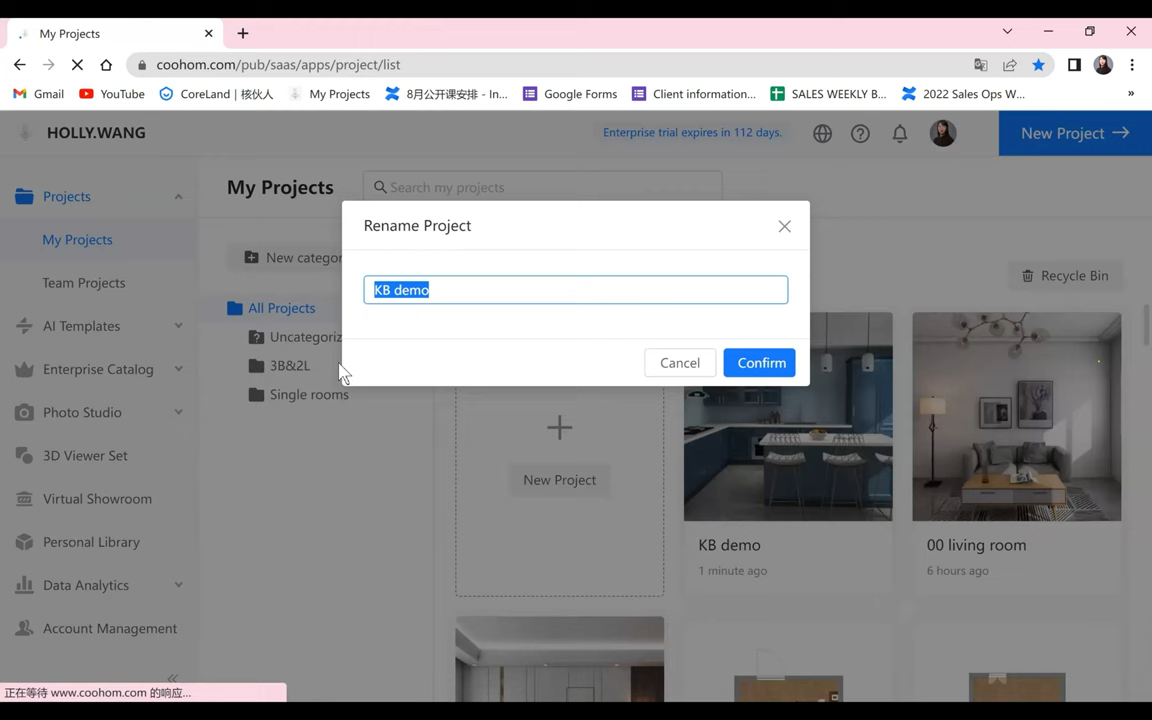 My Projects
coohom.com/pub/saas/apps/project/list
Gmail
YouTube
CoreLand | 核伙人
My Projects
8月公开课安排 - In...
Google Forms
Client information...
SALES WEEKLY B...
2022 Sales Ops W...
»
HOLLY.WANG
Enterprise trial expires in 112 days.
New Project
Projects
My Projects
Team Projects
AI Templates
Enterprise Catalog
Photo Studio
3D Viewer Set
Virtual Showroom
Personal Library
Data Analytics
Account Management
My Projects
Search my projects
New categor
All Projects
Uncategoriz
3B&2L
Single rooms
Recycle Bin
Rename Project
KB demo
Cancel
Confirm
New Project
KB demo
1 minute ago
00 living room
6 hours ago
正在等待 www.coohom.com 的响应...